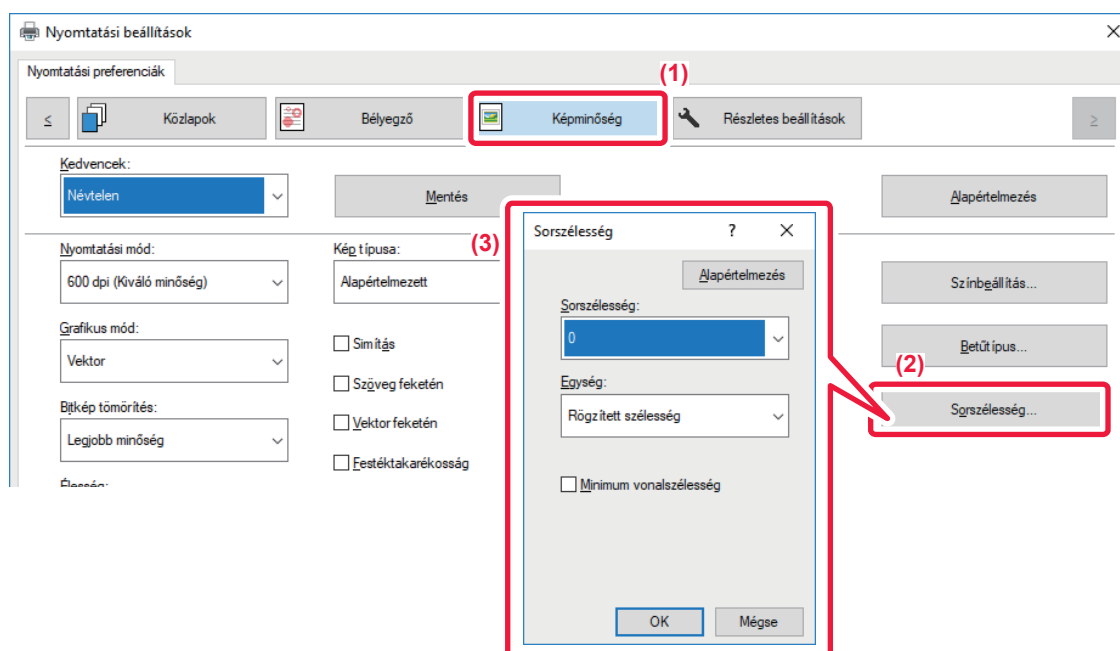 Nyomtatási beállítások
Nyomtatási preferenciák
(1)
<
Közlapok
Bélyegző
Képminőség
Részletes beállítások
>
Kedvencek:
Névtelen
Mentés
Alapértelmezés
Nyomtatási mód:
600 dpi (Kiváló minőség)
Kép típusa:
Alapértelmezett
Színbeállítás...
Grafikus mód:
Vektor
Simítás
Betűtípus...
Szöveg feketén
(2)
Bitkép tömörítés:
Legjobb minőség
Vektor feketén
Sorszélesség...
Festéktakarékosság
Élesség:
(3)
Sorszélesség
?
Alapértelmezés
Sorszélesség:
0
Egység:
Rögzített szélesség
Minimum vonalszélesség
OK
Mégse